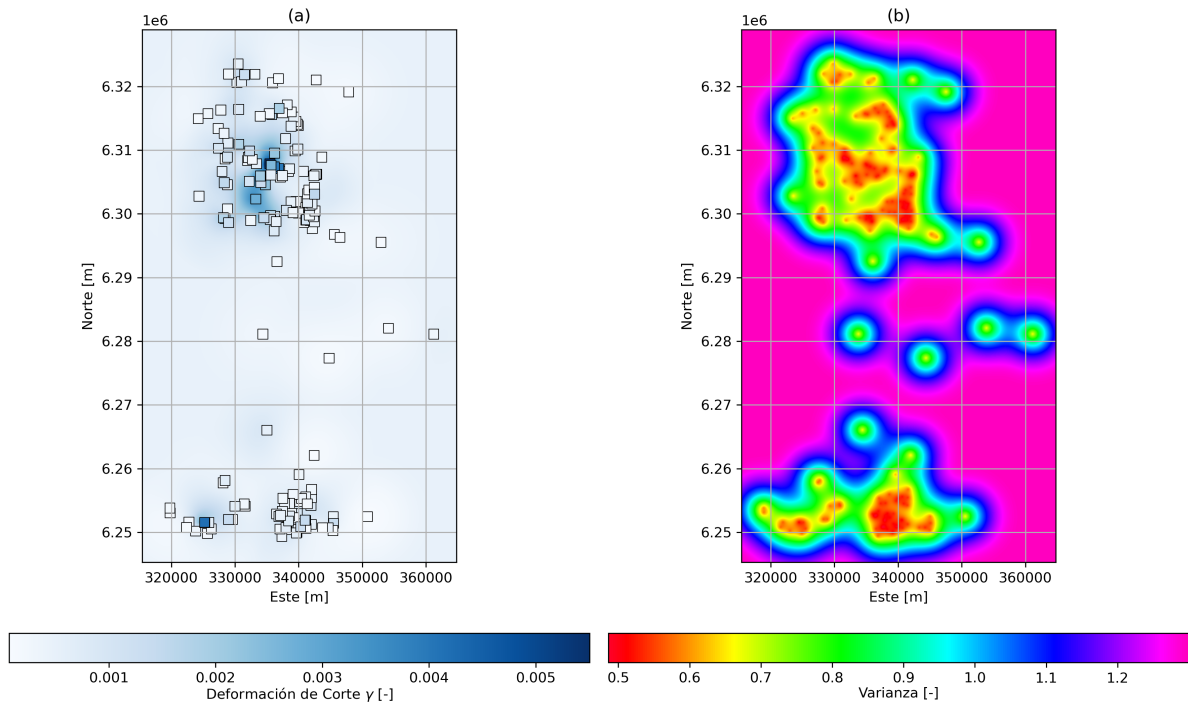 (a)
1e6
6.32
6.31
6.30
6.29
6.28
6.27
6.26
6.25
Norte [m]
320000 330000 340000 350000 360000
Este [m]
0.001 0.002 0.003 0.004 0.005
Deformación de Corte γ [-]
(b)
1e6
6.32
6.31
6.30
6.29
6.28
6.27
6.26
6.25
Norte [m]
320000 330000 340000 350000 360000
Este [m]
0.5 0.6 0.7 0.8 0.9 1.0 1.1 1.2
Varianza [-]